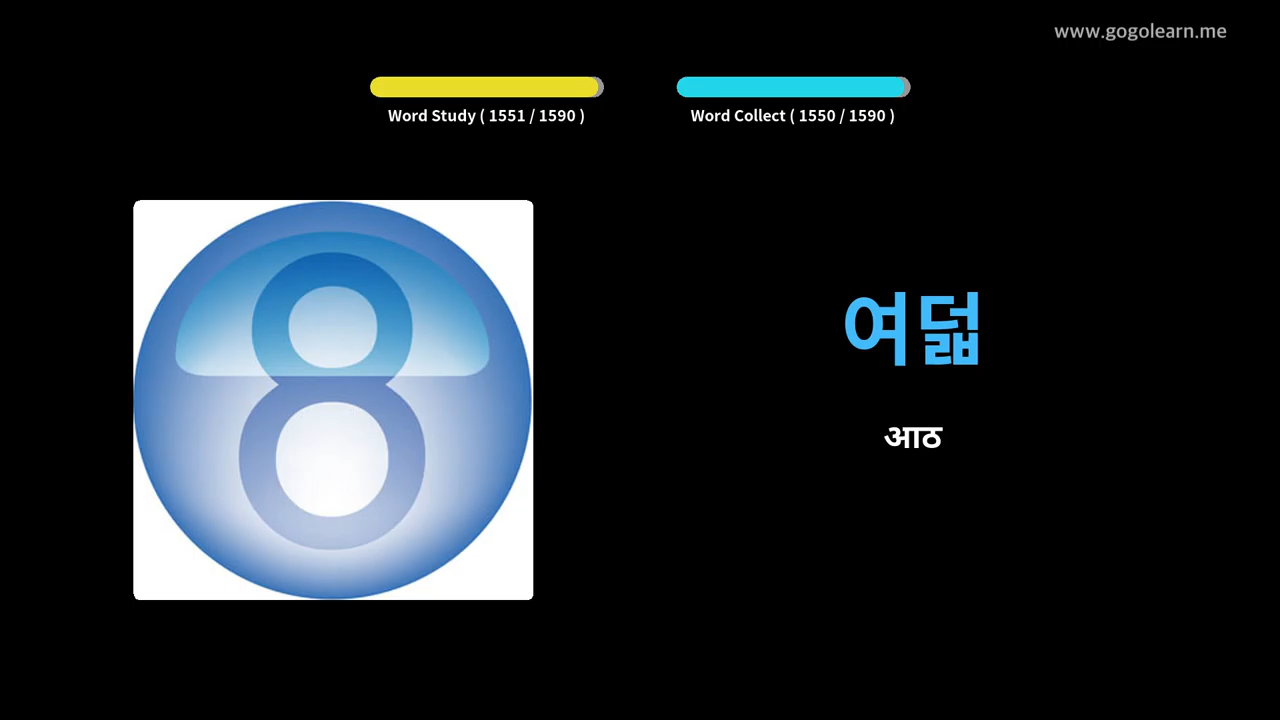 www.gogolearn.me
Word Study ( 1551 / 1590 )
Word Collect ( 1550 / 1590 )
8
여덟
आठ